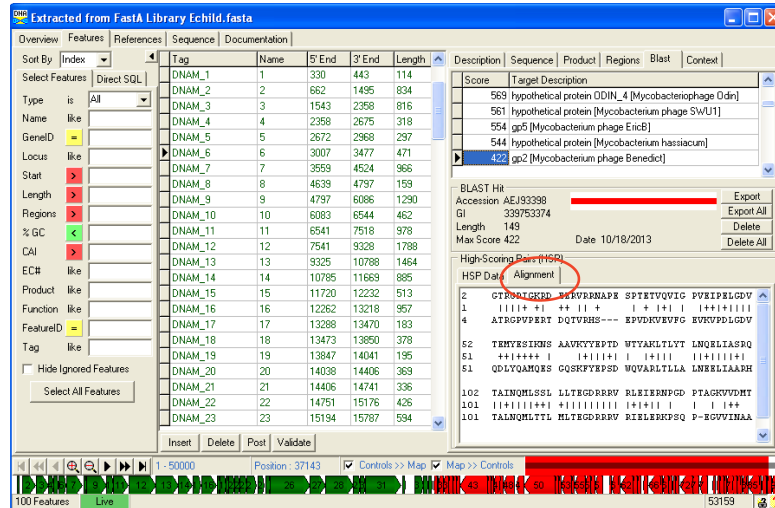 Extracted from FastA Library Echild.fasta
Overview Features References Sequence Documentation
Sort By Index
Select Features Direct SQL
Type is All
Name like
GeneID =
Locus like
Start >
Length >
Regions >
% GC <
CAI >
EC# like
Product like
Function like
FeatureID =
Tag like
Hide Ignored Features
Select All Features
Tag Name 5' End 3' End Length
DNAM_1 1 330 443 114
DNAM_2 2 662 1495 834
DNAM_3 3 1543 2358 816
DNAM_4 4 2358 2675 318
DNAM_5 5 2672 2968 297
DNAM_6 6 3007 3477 471
DNAM_7 7 3559 4524 966
DNAM_8 8 4639 4797 159
DNAM_9 9 4797 6086 1290
DNAM_10 10 6083 6544 462
DNAM_11 11 6541 7518 978
DNAM_12 12 7541 9328 1788
DNAM_13 13 9325 10788 1464
DNAM_14 14 10785 11669 885
DNAM_15 15 11720 12232 513
DNAM_16 16 12262 13218 957
DNAM_17 17 13288 13470 183
DNAM_18 18 13473 13850 378
DNAM_19 19 13847 14041 195
DNAM_20 20 14038 14406 369
DNAM_21 21 14406 14741 336
DNAM_22 22 14751 15176 426
DNAM_23 23 15194 15787 594
Insert Delete Post Validate
Description Sequence Product Regions Blast Context
Score Target Description
569 hypothetical protein ODIN_4 [Mycobacteriophage Odin]
561 hypothetical protein [Mycobacterium phage SWU1]
554 gp5 [Mycobacterium phage EricB]
544 hypothetical protein [Mycobacterium hassiacum]
422 gp2 [Mycobacterium phage Benedict]
BLAST Hit
Accession AEJ93398
GI 339753374
Length 149
Max Score 422 Date 10/18/2013
Export
Export All
Delete
Delete All
High-Scoring Pairs (HSP)
HSP Data Alignment
2 RVRRNAPE SPTETVQVIG PVEIPELGDV
1
4 ATRGPVPERT DQTVRHS--- EPVDKVEVFG EVKVPDLGDV
52 TEMYESIKNS AAVKYYEPTD WTYAKLTLYT LNQELIASRQ
51
51 QDLYQAMQES GQSKFYEPSD WQVARLTLLA LNEELIAARH
102 TAINQMLSSL LLTEGDRRRV RLEIERNPGD PTAGKVVDMT
101
101 TALNQMLTTL MLTEGDRRRV RIELERKPSQ P-EGVVINAA
1 - 50000 Position : 37143 Controls >> Map Map >> Controls
9 12 26 28 31 43 50
100 Features Live 53159